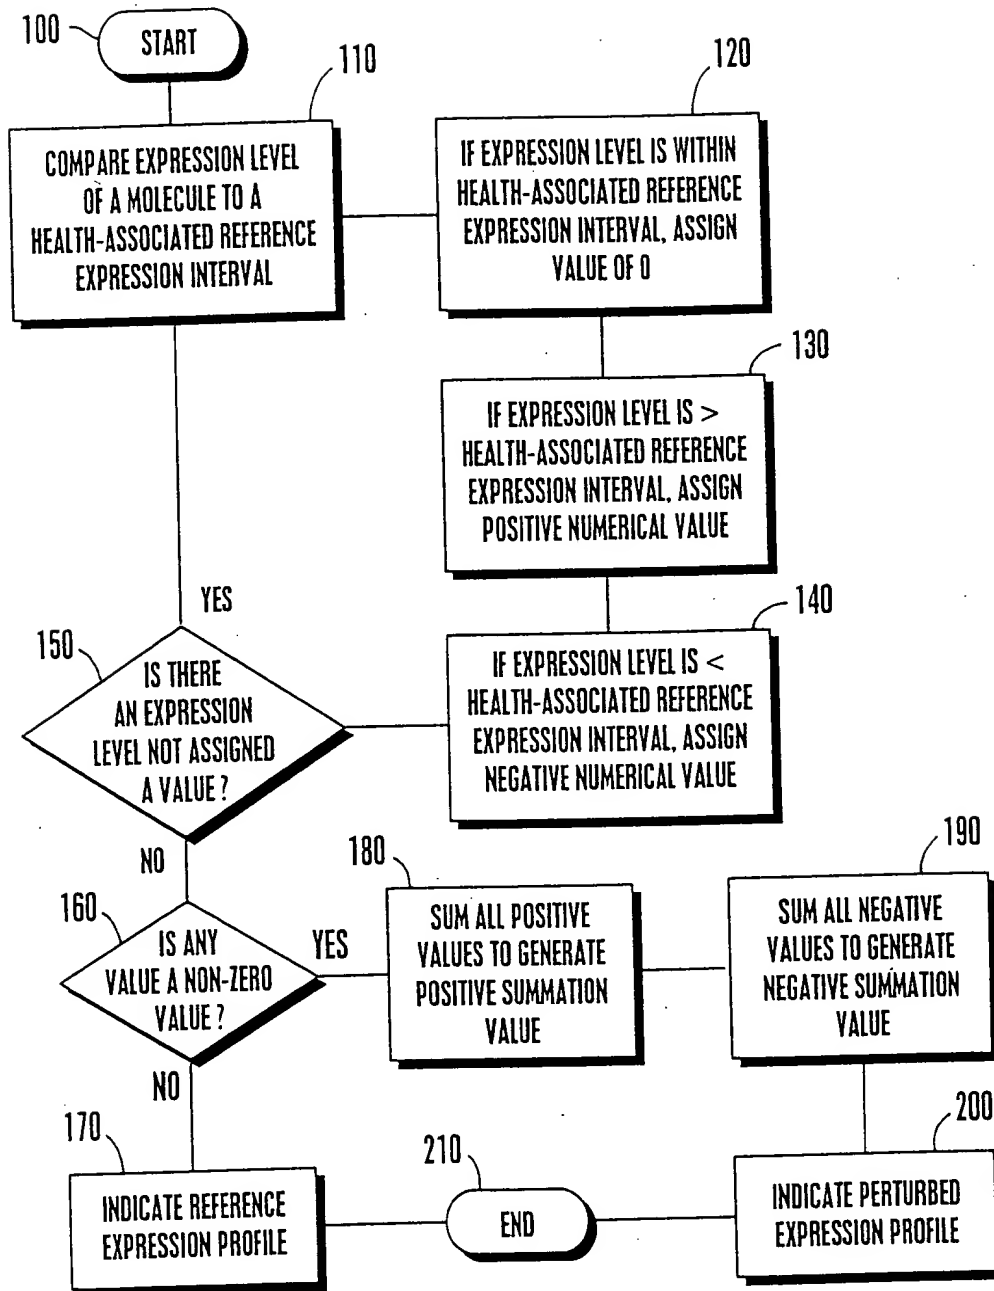 100
START
110
COMPARE EXPRESSION LEVEL
OF A MOLECULE TO A
HEALTH-ASSOCIATED REFERENCE
EXPRESSION INTERVAL
120
IF EXPRESSION LEVEL IS WITHIN
HEALTH-ASSOCIATED REFERENCE
EXPRESSION INTERVAL, ASSIGN
VALUE OF 0
130
IF EXPRESSION LEVEL IS >
HEALTH-ASSOCIATED REFERENCE
EXPRESSION INTERVAL, ASSIGN
POSITIVE NUMERICAL VALUE
140
IF EXPRESSION LEVEL IS <
HEALTH-ASSOCIATED REFERENCE
EXPRESSION INTERVAL, ASSIGN
NEGATIVE NUMERICAL VALUE
YES
150
IS THERE
AN EXPRESSION
LEVEL NOT ASSIGNED
A VALUE ?
NO
160
IS ANY
VALUE A NON-ZERO
VALUE ?
YES
180
SUM ALL POSITIVE
VALUES TO GENERATE
POSITIVE SUMMATION
VALUE
190
SUM ALL NEGATIVE
VALUES TO GENERATE
NEGATIVE SUMMATION
VALUE
NO
170
INDICATE REFERENCE
EXPRESSION PROFILE
210
END
200
INDICATE PERTURBED
EXPRESSION PROFILE